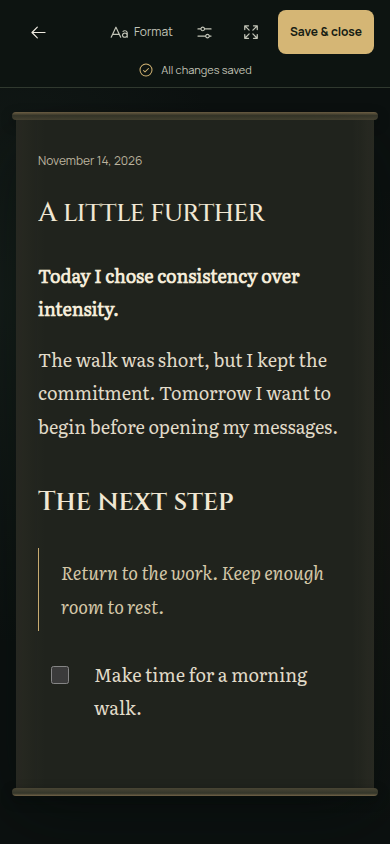 Format
Save & close
All changes saved
November 14, 2026
A little further
Today I chose consistency over
intensity.
The walk was short, but I kept the
commitment. Tomorrow I want to
begin before opening my messages.
The next step
Return to the work. Keep enough
room to rest.
Make time for a morning
walk.